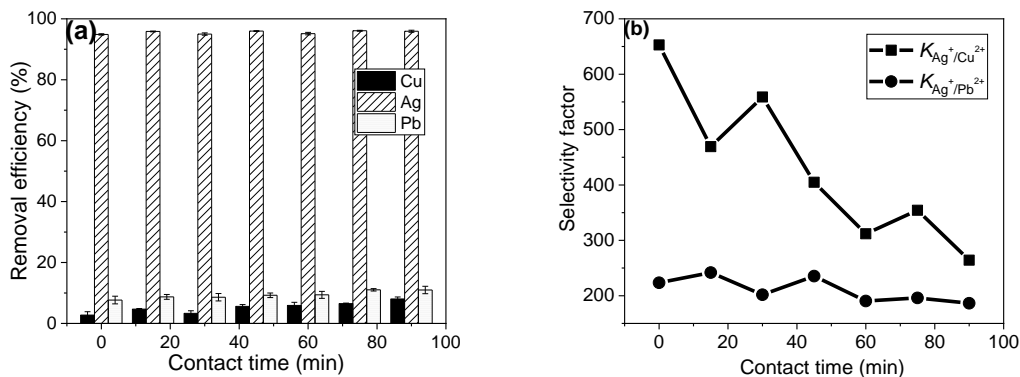 (a)
100
80
60
40
20
0
Removal efficiency (%)
Cu
Ag
Pb
0 20 40 60 80 100
Contact time (min)
(b)
700
600
500
400
300
200
Selectivity factor
K Ag⁺/Cu²⁺
K Ag⁺/Pb²⁺
0 20 40 60 80 100
Contact time (min)